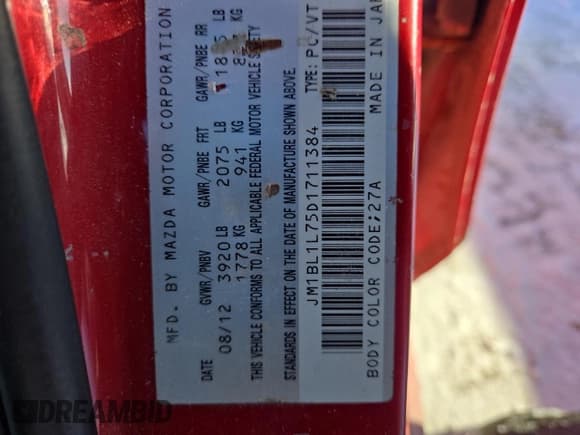 MFD. BY MAZDA MOTOR CORPORATION
DATE GVWR/PNBV GAWR/PNBE FRT GAWR/PNBE RR
08/12 3920 LB 2075 LB LB
1778 KG 941 KG KG
THIS VEHICLE CONFORMS TO ALL APPLICABLE FEDERAL MOTOR VEHICLE SAFETY
STANDARDS IN EFFECT ON THE DATE OF MANUFACTURE SHOWN ABOVE.
JM1BL1L75D1711384 TYPE: PC/VT
BODY COLOR CODE;27A MADE IN
DREAMBID